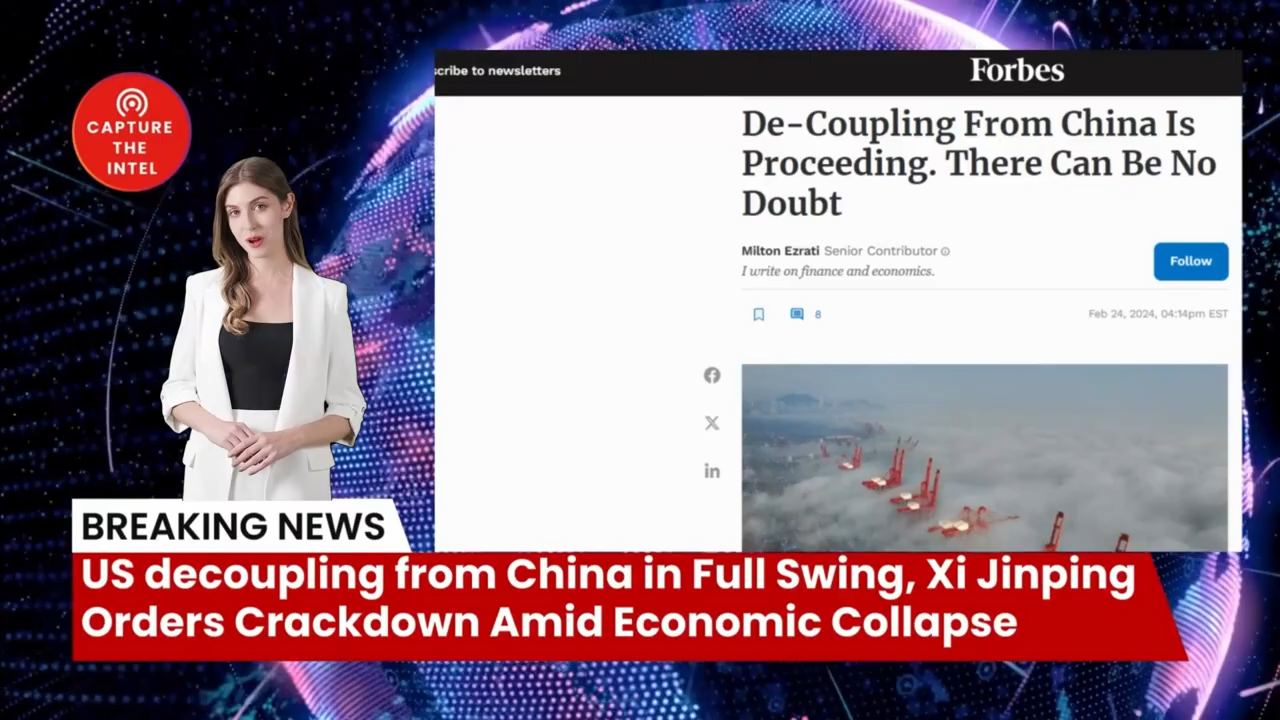 CAPTURE
THE
INTEL
scribe to newsletters
Forbes
De-Coupling From China Is
Proceeding. There Can Be No
Doubt
Milton Ezrati Senior Contributor
I write on finance and economics.
Follow
8
Feb 24, 2024, 04:14pm EST
BREAKING NEWS
US decoupling from China in Full Swing, Xi Jinping
Orders Crackdown Amid Economic Collapse